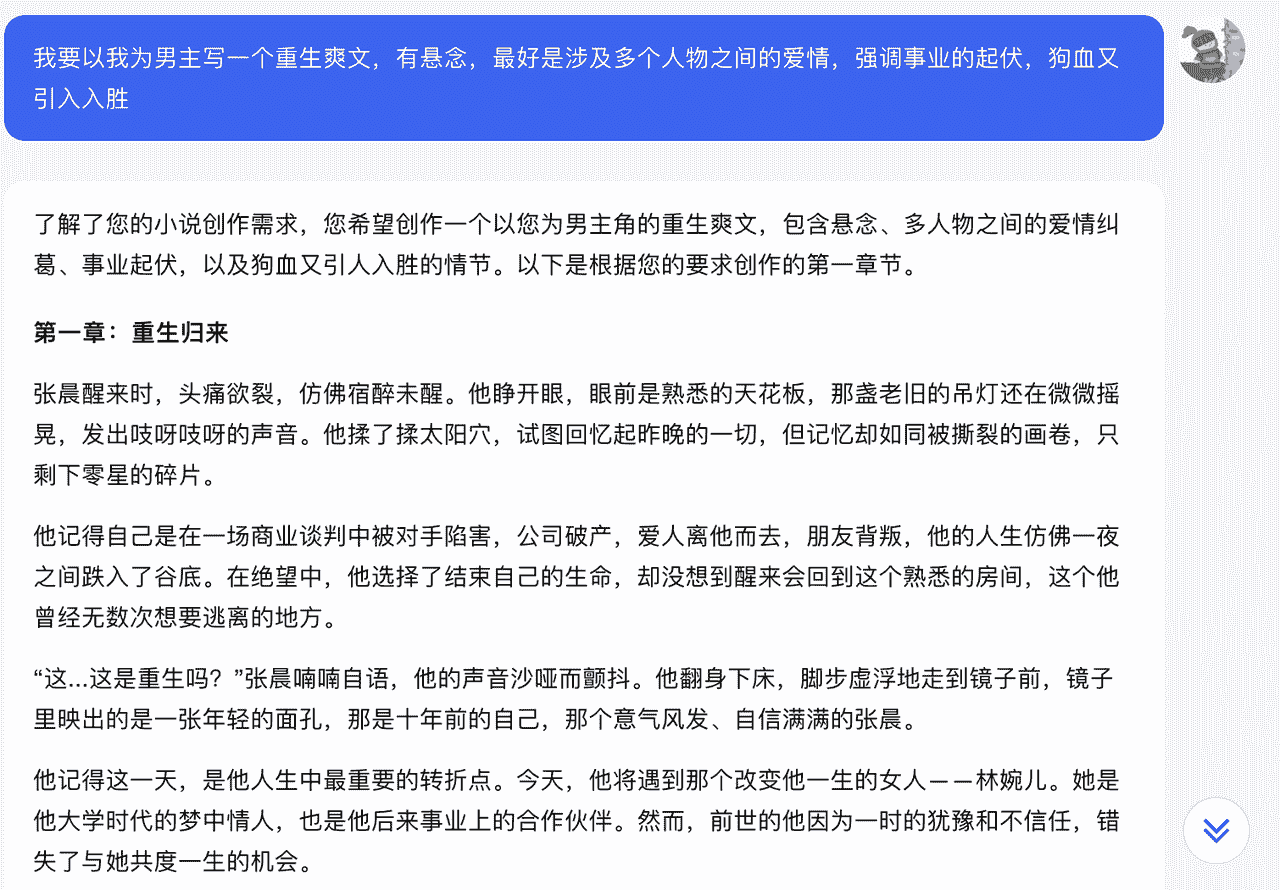 我要以我为男主写一个重生爽文，有悬念，最好是涉及多个人物之间的爱情，强调事业的起伏，狗血又
引入入胜
了解了您的小说创作需求，您希望创作一个以您为男主角的重生爽文，包含悬念、多人物之间的爱情纠
葛、事业起伏，以及狗血又引人入胜的情节。以下是根据您的要求创作的第一章节。
第一章：重生归来
张晨醒来时，头痛欲裂，仿佛宿醉未醒。他睁开眼，眼前是熟悉的天花板，那盏老旧的吊灯还在微微摇
晃，发出吱呀吱呀的声音。他揉了揉太阳穴，试图回忆起昨晚的一切，但记忆却如同被撕裂的画卷，只
剩下零星的碎片。
他记得自己是在一场商业谈判中被对手陷害，公司破产，爱人离他而去，朋友背叛，他的人生仿佛一夜
之间跌入了谷底。在绝望中，他选择了结束自己的生命，却没想到醒来会回到这个熟悉的房间，这个他
曾经无数次想要逃离的地方。
“这...这是重生吗？”张晨喃喃自语，他的声音沙哑而颤抖。他翻身下床，脚步虚浮地走到镜子前，镜子
里映出的是一张年轻的面孔，那是十年前的自己，那个意气风发、自信满满的张晨。
他记得这一天，是他人生中最重要的转折点。今天，他将遇到那个改变他一生的女人——林婉儿。她是
他大学时代的梦中情人，也是他后来事业上的合作伙伴。然而，前世的他因为一时的犹豫和不信任，错
失了与她共度一生的机会。